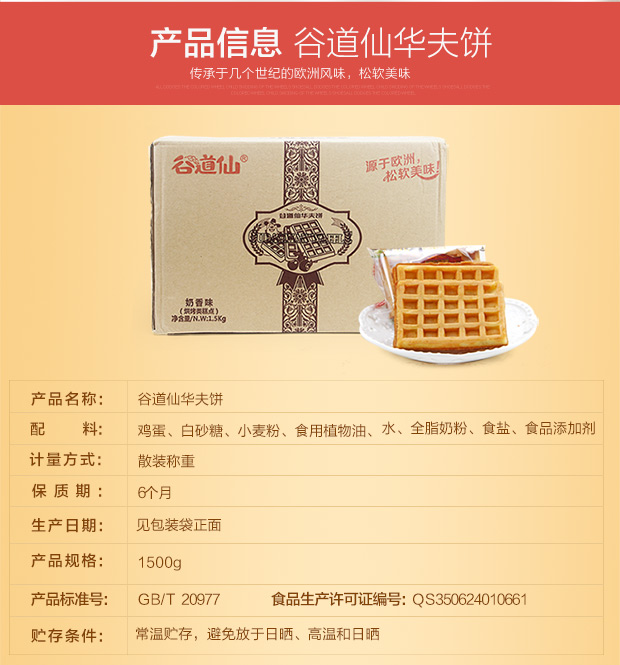 产品信息 谷道仙华夫饼
传承于几个世纪的欧洲风味，松软美味
谷道仙®
源于欧洲，
松软美味！
谷道仙华夫饼
奶香味
（烘烤类糕点）
净含量/N.W:1.5Kg
产品名称： 谷道仙华夫饼
配 料： 鸡蛋、白砂糖、小麦粉、食用植物油、水、全脂奶粉、食盐、食品添加剂
计量方式： 散装称重
保 质 期 ： 6个月
生产日期： 见包装袋正面
产品规格： 1500g
产品标准号： GB/T 20977 食品生产许可证编号： QS350624010661
贮存条件： 常温贮存，避免放于日晒、高温和日晒